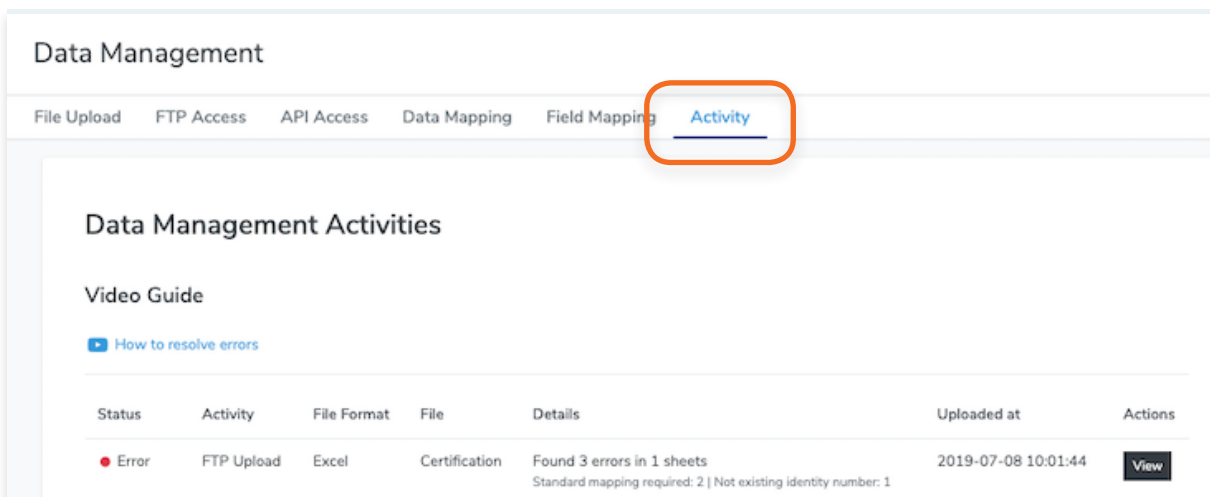 Data Management
File Upload FTP Access API Access Data Mapping Field Mapping Activity
Data Management Activities
Video Guide
How to resolve errors
Status Activity File Format File Details Uploaded at Actions
Error FTP Upload Excel Certification Found 3 errors in 1 sheets 2019-07-08 10:01:44 View
Standard mapping required: 2 | Not existing identity number: 1